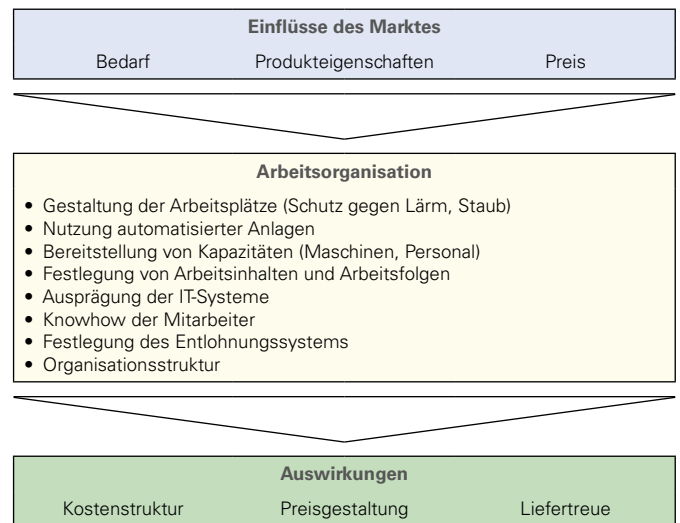 Einflüsse des Marktes
Bedarf Produkteigenschaften Preis
Arbeitsorganisation
• Gestaltung der Arbeitsplätze (Schutz gegen Lärm, Staub)
• Nutzung automatisierter Anlagen
• Bereitstellung von Kapazitäten (Maschinen, Personal)
• Festlegung von Arbeitsinhalten und Arbeitsfolgen
• Ausprägung der IT-Systeme
• Knowhow der Mitarbeiter
• Festlegung des Entlohnungssystems
• Organisationsstruktur
Auswirkungen
Kostenstruktur Preisgestaltung Liefertreue